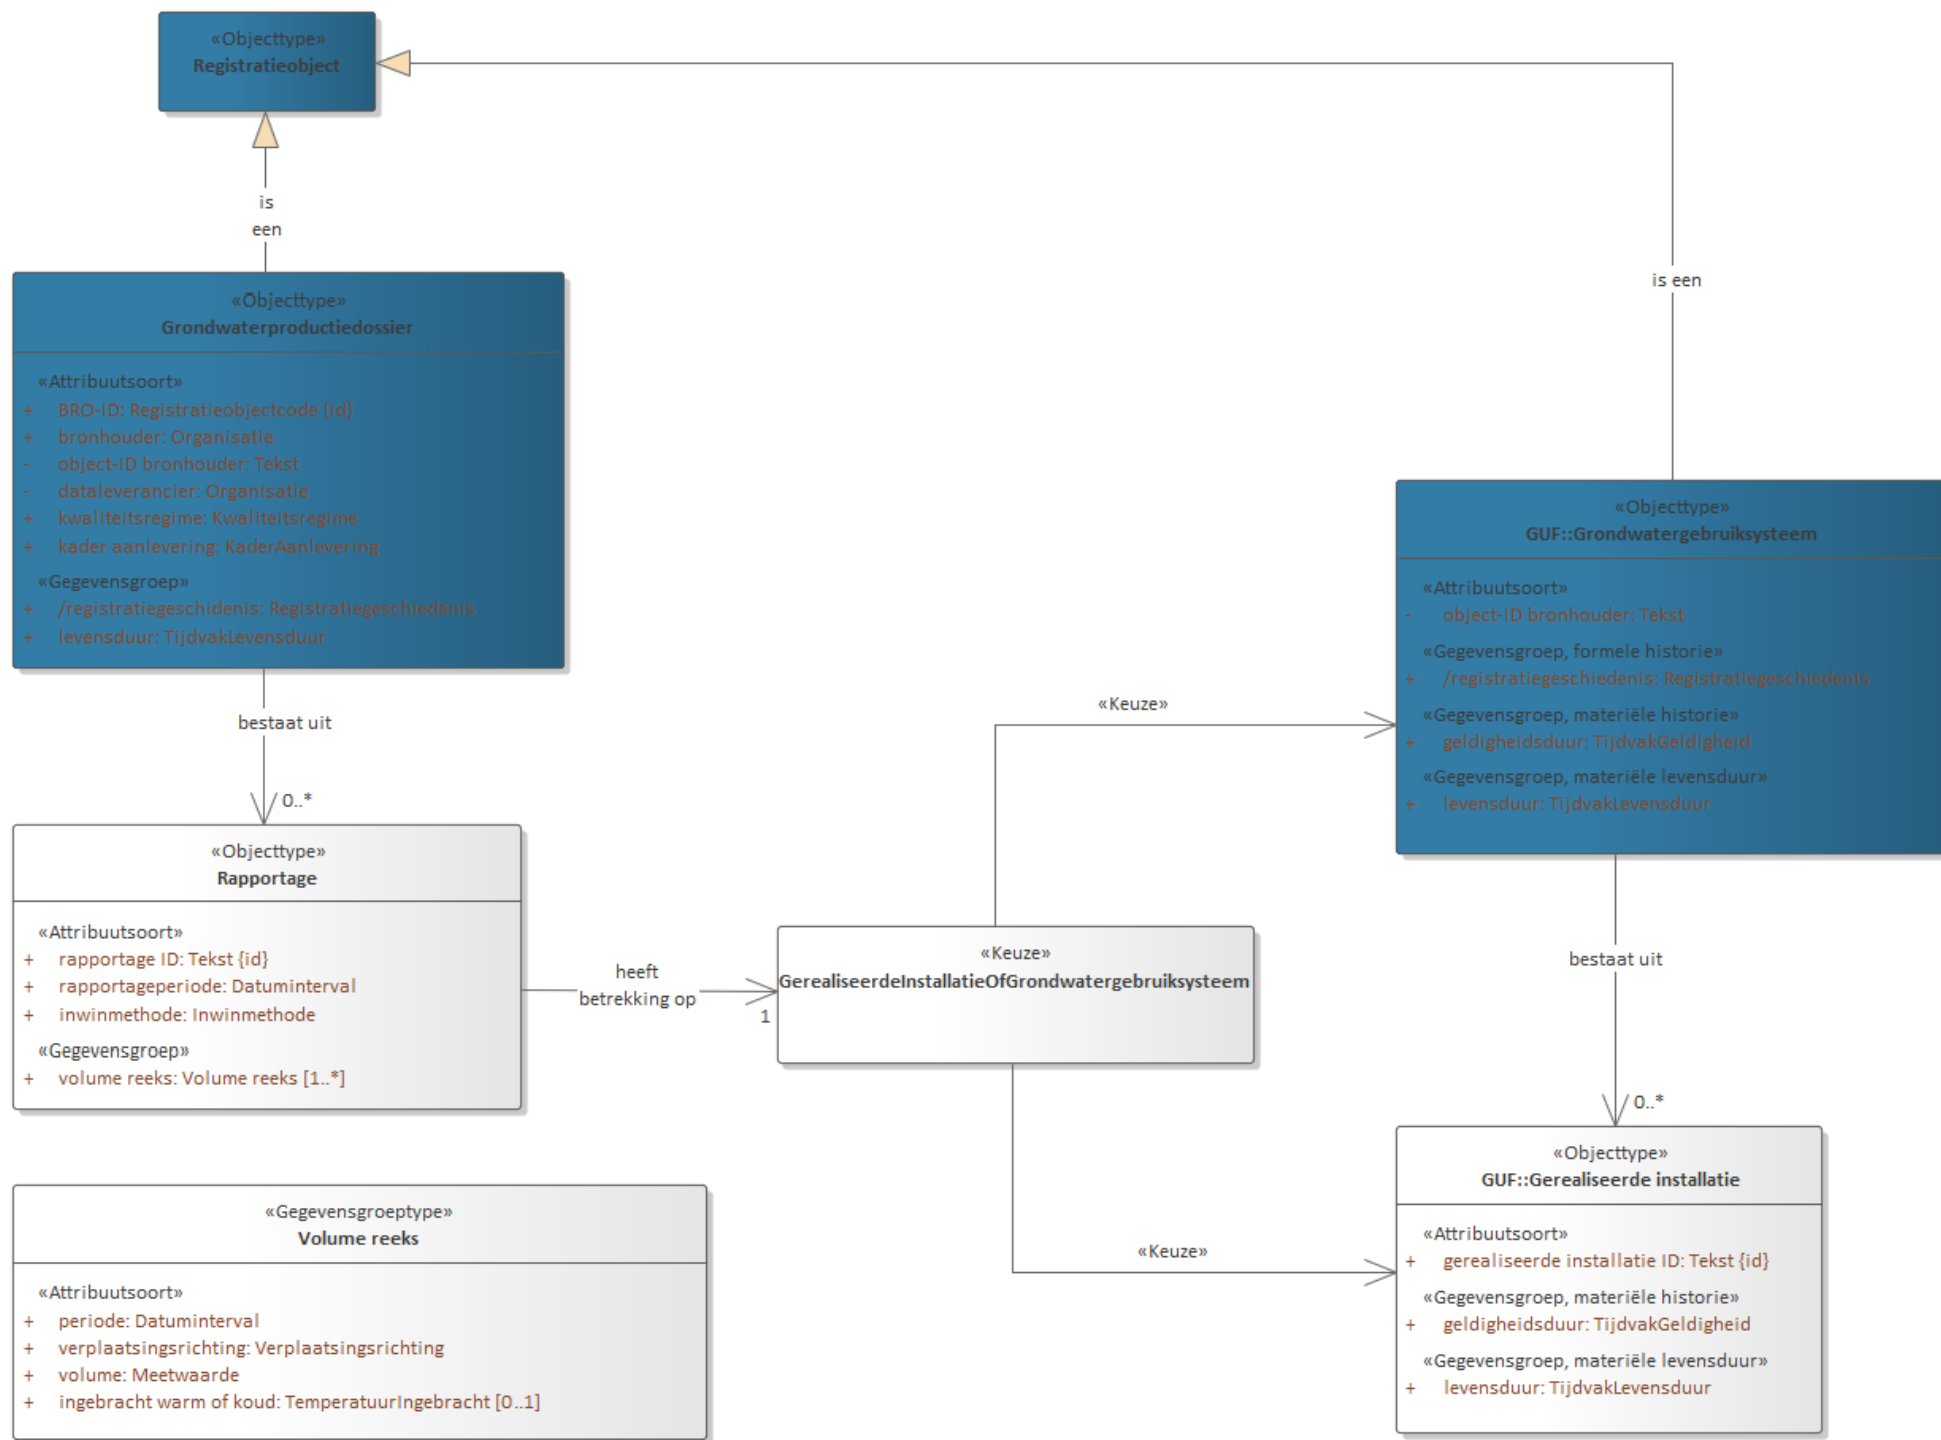 «Objecttype»
Registratieobject
is
een
is een
«Objecttype»
Grondwaterproductiedossier
«Attribuutsoort»
+ BRO-ID: Registratieobjectcode {id}
+ bronhouder: Organisatie
- object-ID bronhouder: Tekst
- dataleverancier: Organisatie
+ kwaliteitsregime: Kwaliteitsregime
+ kader aanlevering: KaderAanlevering
«Gegevensgroep»
+ /registratiegeschidenis: Registratiegeschiedenis
+ levensduur: TijdvakLevensduur
bestaat uit
0..*
«Objecttype»
Rapportage
«Attribuutsoort»
+ rapportage ID: Tekst {id}
+ rapportageperiode: Datuminterval
+ inwinmethode: Inwinmethode
«Gegevensgroep»
+ volume reeks: Volume reeks [1..*]
heeft
betrekking op
1
«Keuze»
GerealiseerdeInstallatieOfGrondwatergebruiksysteem
«Keuze»
«Keuze»
«Objecttype»
GUF::Grondwatergebruiksysteem
«Attribuutsoort»
- object-ID bronhouder: Tekst
«Gegevensgroep, formele historie»
+ /registratiegeschiedenis: Registratiegeschiedenis
«Gegevensgroep, materiële historie»
+ geldigheidsduur: TijdvakGeldigheid
«Gegevensgroep, materiële levensduur»
+ levensduur: TijdvakLevensduur
bestaat uit
0..*
«Objecttype»
GUF::Gerealiseerde installatie
«Attribuutsoort»
+ gerealiseerde installatie ID: Tekst {id}
«Gegevensgroep, materiële historie»
+ geldigheidsduur: TijdvakGeldigheid
«Gegevensgroep, materiële levensduur»
+ levensduur: TijdvakLevensduur
«Gegevensgroeptype»
Volume reeks
«Attribuutsoort»
+ periode: Datuminterval
+ verplaatsingsrichting: Verplaatsingsrichting
+ volume: Meetwaarde
+ ingebracht warm of koud: TemperatuurIngebracht [0..1]